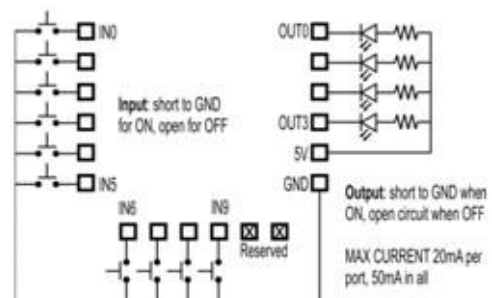 IN0
OUT0
Input: short to GND
for ON, open for OFF
OUT3
5V
IN5
GND
Output: short to GND when
ON, open circuit when OFF
IN6
IN9
Reserved
MAX CURRENT 20mA per
port, 50mA in all